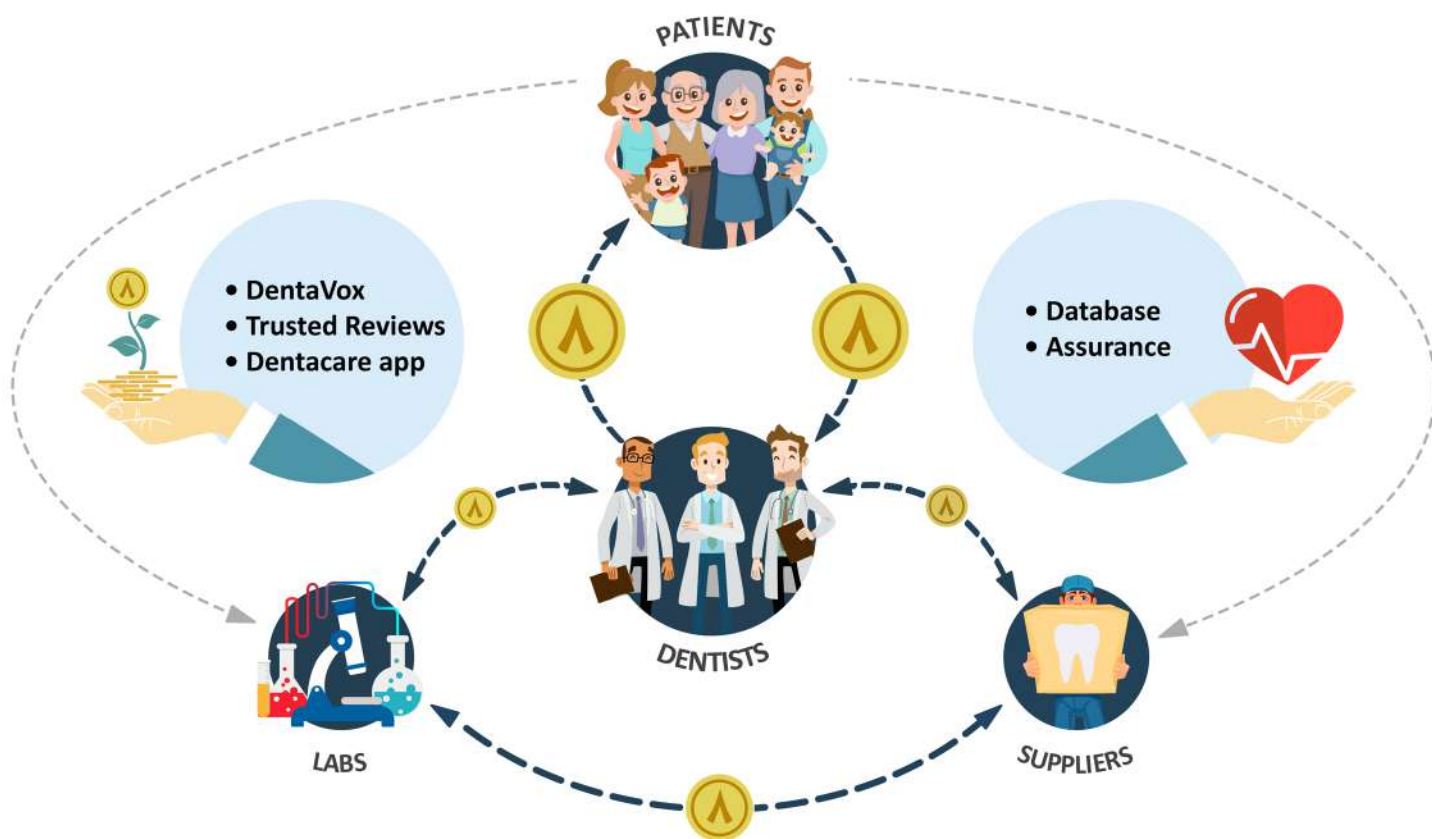 PATIENTS
• DentaVox
• Trusted Reviews
• Dentacare app
• Database
• Assurance
DENTISTS
LABS
SUPPLIERS